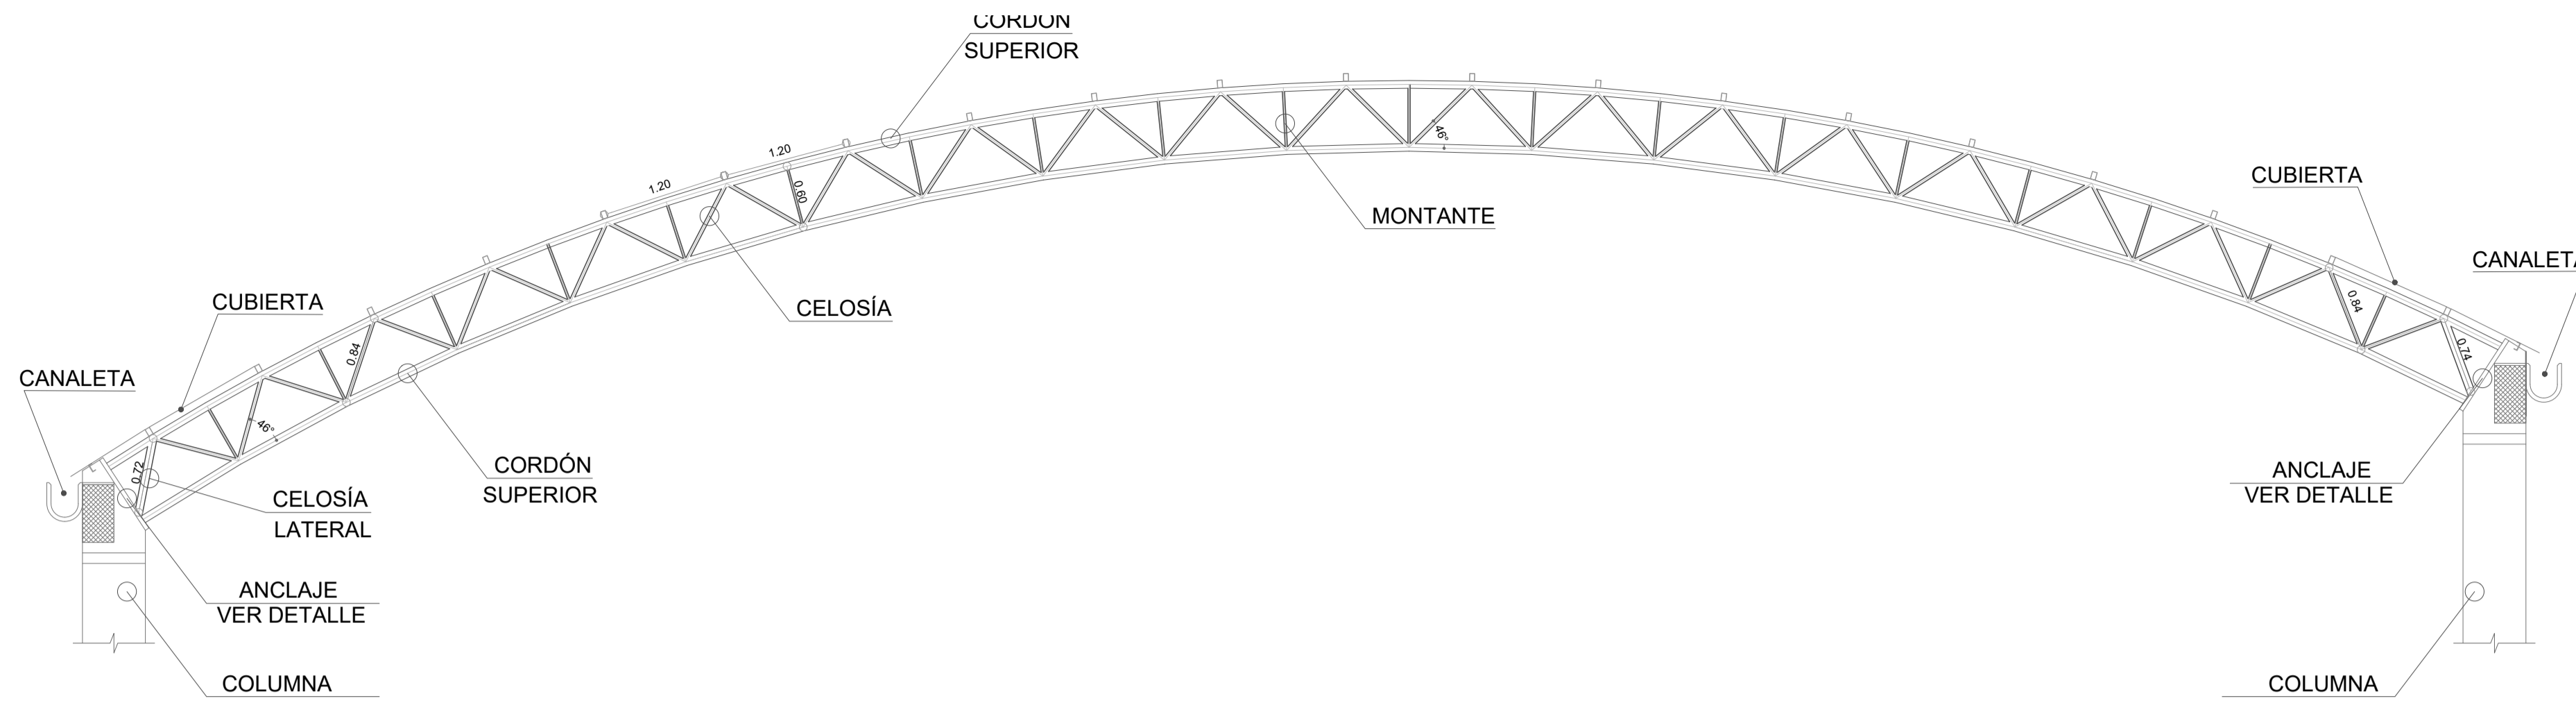 CORDÓN
SUPERIOR
1.20
1.20
0.60
46°
MONTANTE
CUBIERTA
CANALETA
CELOSÍA
CUBIERTA
0.84
0.84
0.74
CANALETA
46°
0.72
CORDÓN
SUPERIOR
CELOSÍA
LATERAL
ANCLAJE
VER DETALLE
ANCLAJE
VER DETALLE
COLUMNA
COLUMNA